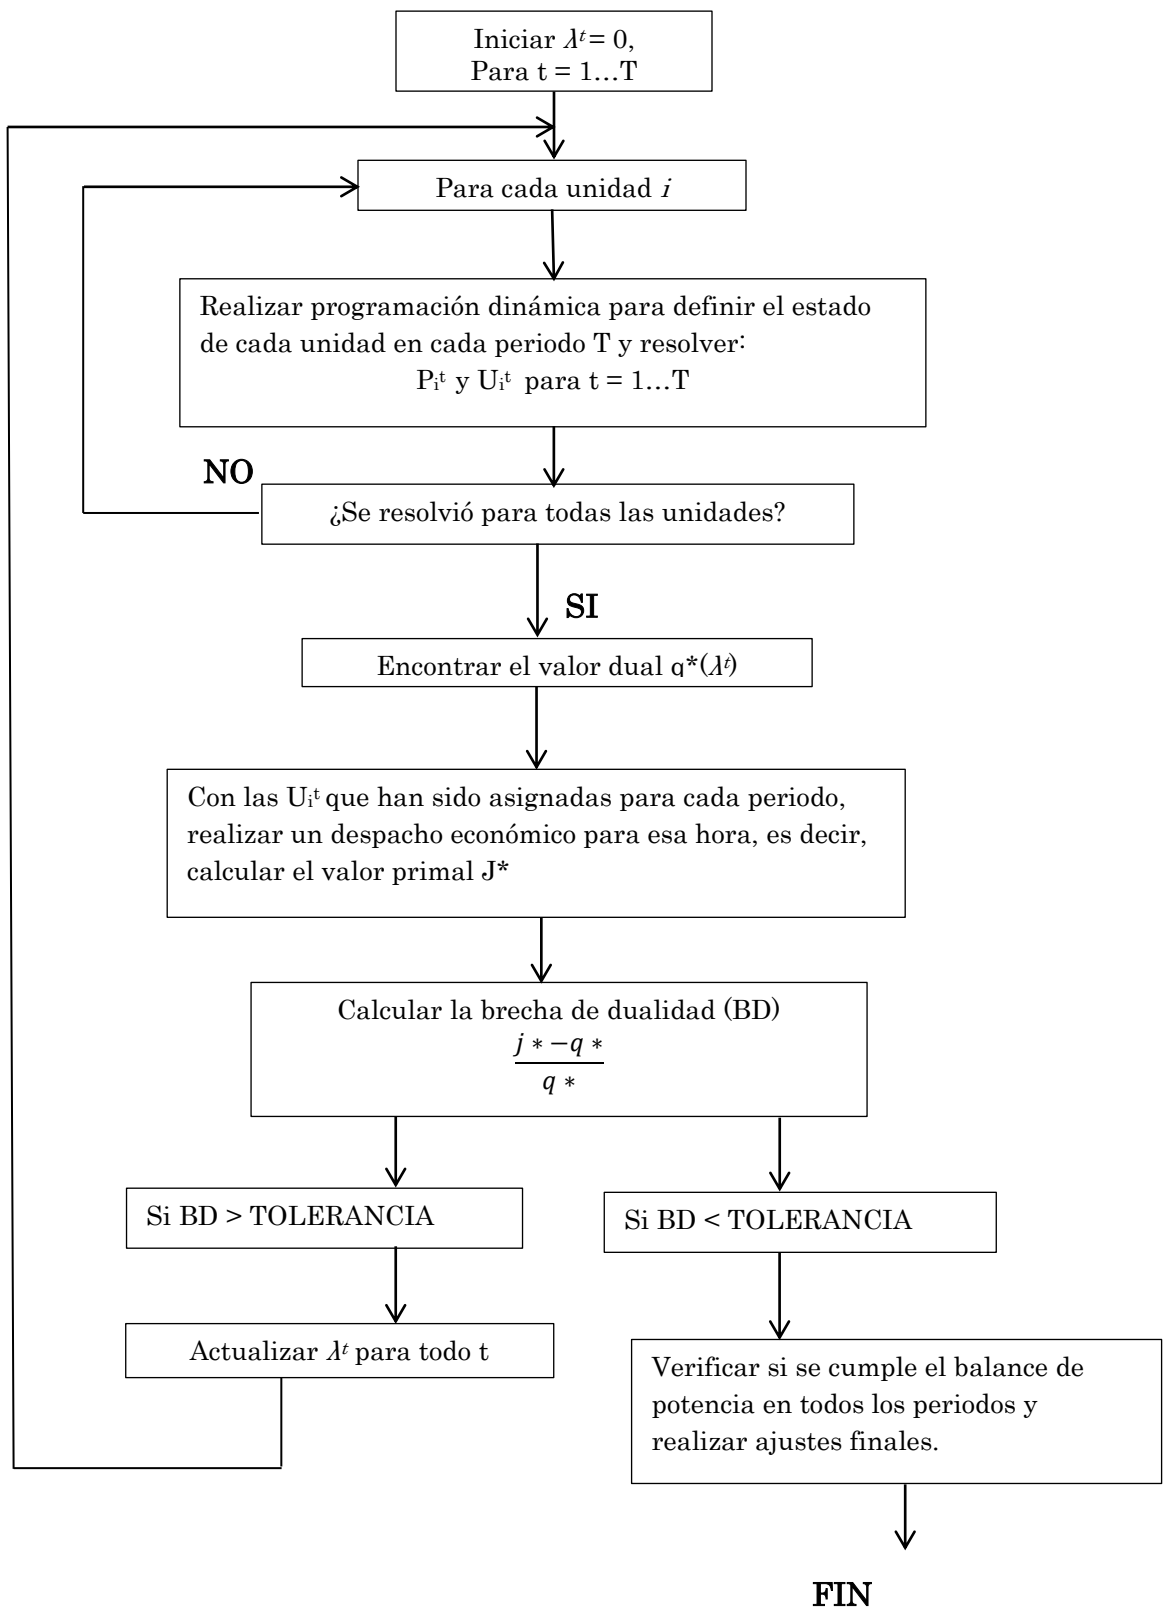 Iniciar λᵗ = 0,
Para t = 1…T
Para cada unidad i
Realizar programación dinámica para definir el estado
de cada unidad en cada periodo T y resolver:
Pᵢᵗ y Uᵢᵗ para t = 1…T
NO
¿Se resolvió para todas las unidades?
SI
Encontrar el valor dual q*(λᵗ)
Con las Uᵢᵗ que han sido asignadas para cada periodo,
realizar un despacho económico para esa hora, es decir,
calcular el valor primal J*
Calcular la brecha de dualidad (BD)
j * −q *
q *
Si BD > TOLERANCIA
Si BD < TOLERANCIA
Actualizar λᵗ para todo t
Verificar si se cumple el balance de
potencia en todos los periodos y
realizar ajustes finales.
FIN